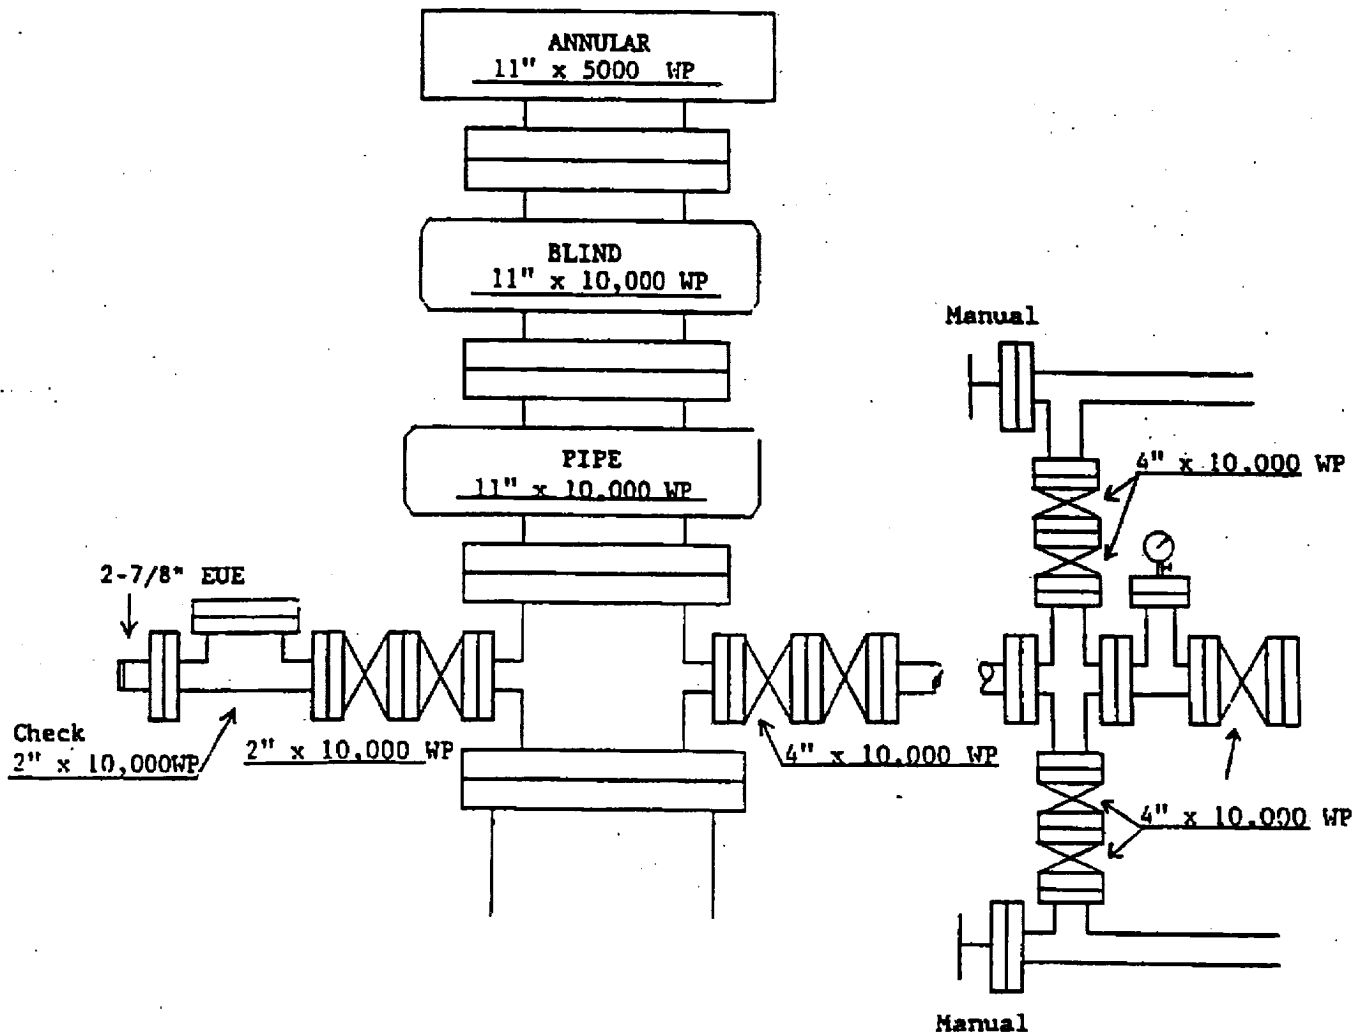 ANNULAR
11" x 5000 WP
BLIND
11" x 10,000 WP
Manual
PIPE
11" x 10.000 WP
4" x 10.000 WP
2-7/8" EUE
Check
2" x 10,000WP
2" x 10.000 WP
4" x 10.000 WP
4" x 10.000 WP
Manual